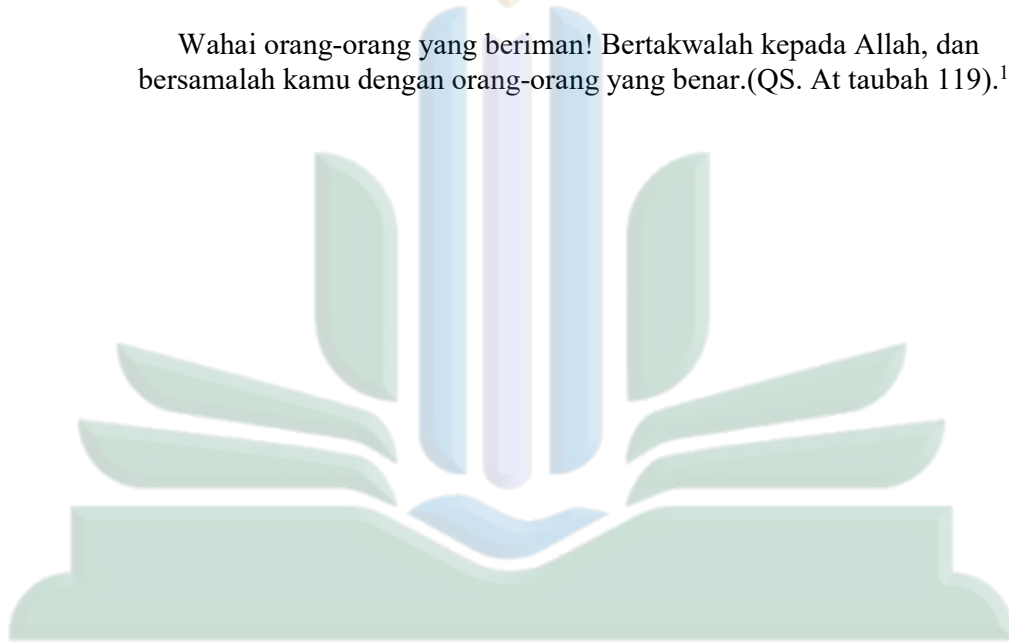 Wahai orang-orang yang beriman! Bertakwalah kepada Allah, dan
bersamalah kamu dengan orang-orang yang benar.(QS. At taubah 119).¹